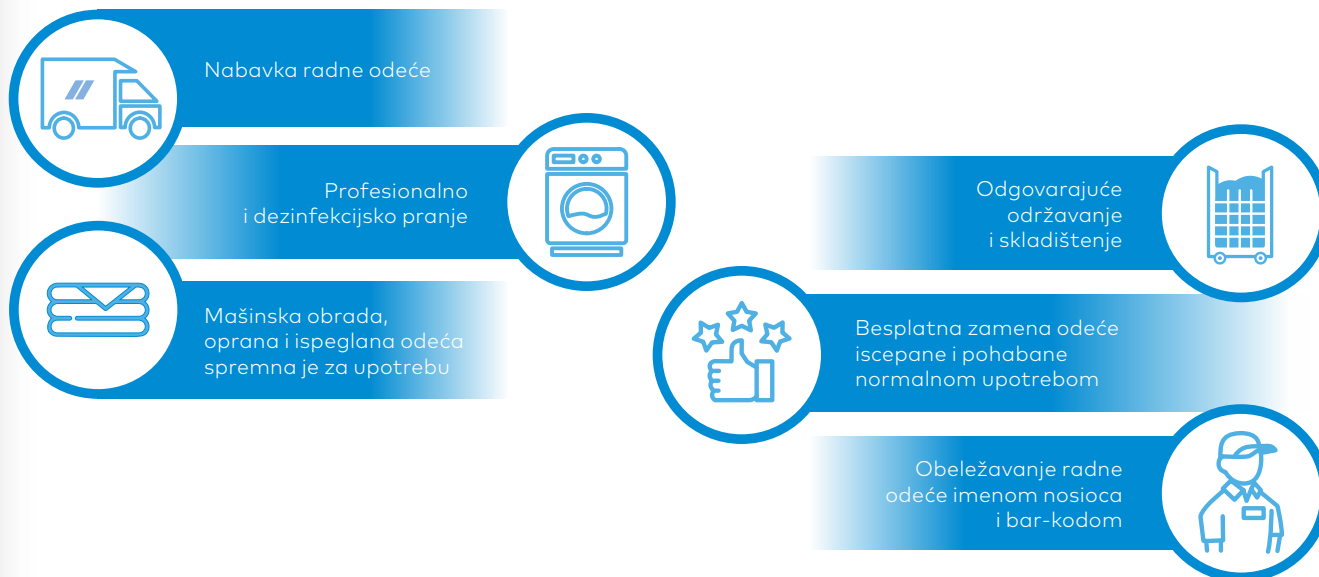 Nabavka radne odeće
Profesionalno
i dezinfekcijsko pranje
Mašinska obrada,
oprana i ispeglana odeća
spremna je za upotrebu
Odgovarajuće
održavanje
i skladištenje
Besplatna zamena odeće
iscepane i pohabane
normalnom upotrebom
Obeležavanje radne
odeće imenom nosioca
i bar-kodom